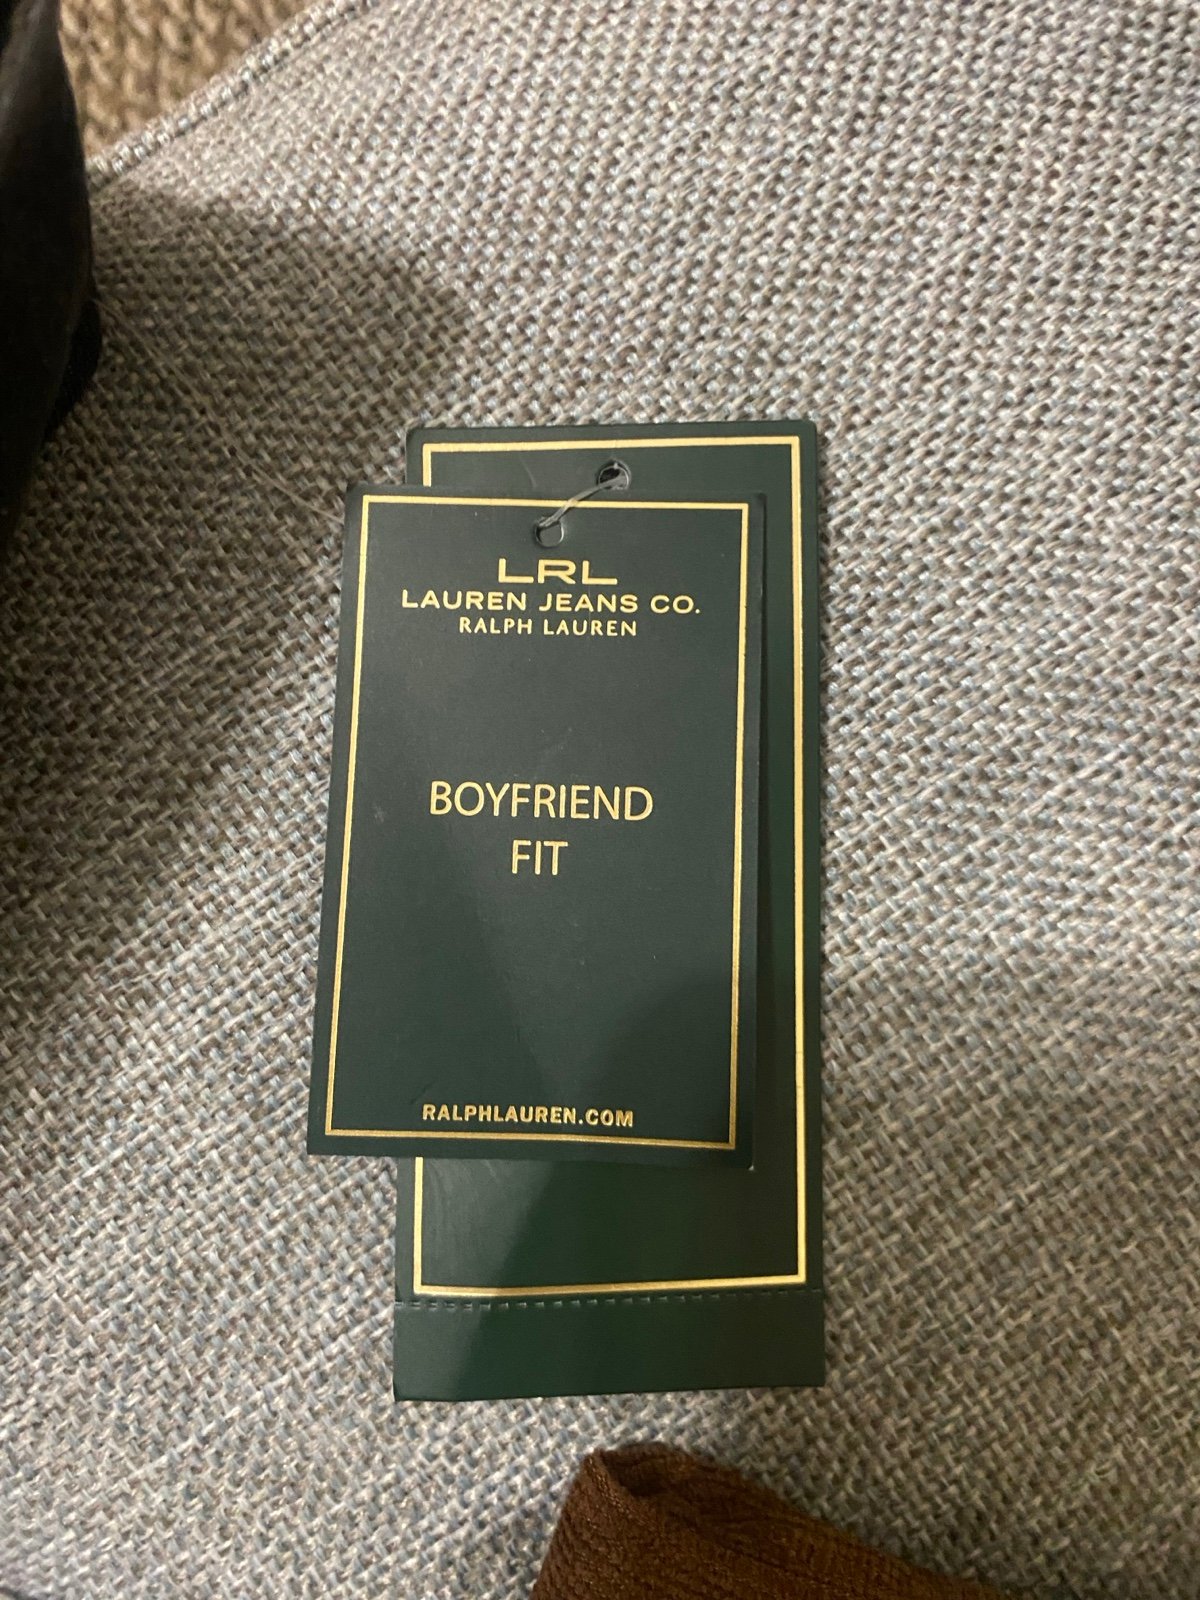 LRL
LAUREN JEANS CO.
RALPH LAUREN
BOYFRIEND
FIT
RALPHLAUREN.COM